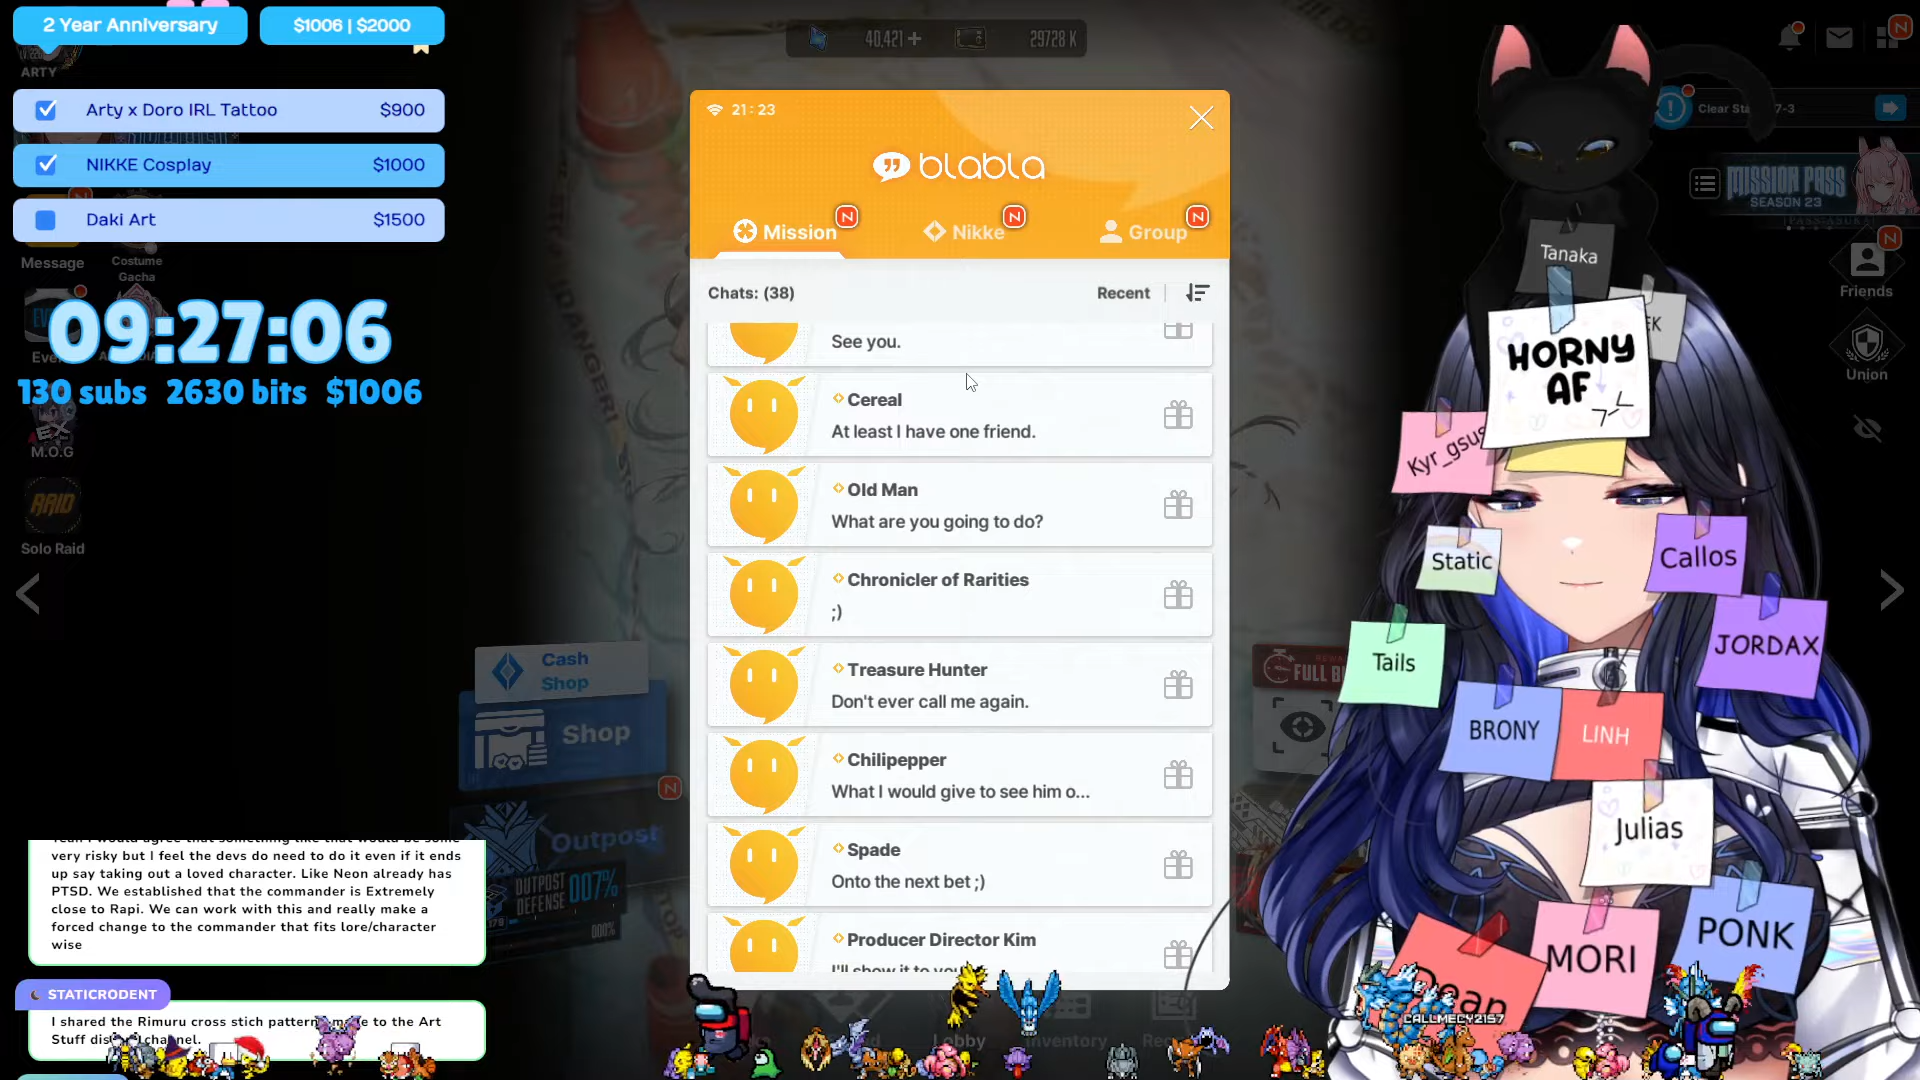 2 Year Anniversary
$1006 | $2000
ARTY
Arty x Doro IRL Tattoo $900
NIKKE Cosplay $1000
Daki Art $1500
Message
Costume
Gacha
09:27:06
130 subs 2630 bits $1006
M.O.G
RAID
Solo Raid
40,421 +
29728 K
21:23
blabla
Mission
Nikke
Group
Chats: (38)
Recent
See you.
Cereal
At least I have one friend.
Old Man
What are you going to do?
Chronicler of Rarities
;)
Treasure Hunter
Don't ever call me again.
Chilipepper
What I would give to see him o...
Spade
Onto the next bet ;)
Producer Director Kim
Cash
Shop
Shop
Outpost
OUTPOST
DEFENSE 007%
000%
Lobby
MISSION PASS
SEASON 23
Friends
Union
Tanaka
HORNY
AF
Kyr_gsus
Static
Callos
Tails
JORDAX
BRONY
LINH
Julias
MORI
PONK
Dean
CALLMECY2157
very risky but I feel the devs do need to do it even if it ends
up say taking out a loved character. Like Neon already has
PTSD. We established that the commander is Extremely
close to Rapi. We can work with this and really make a
forced change to the commander that fits lore/character
wise
STATICRODENT
I shared the Rimuru cross stich pattern to the Art
Stuff